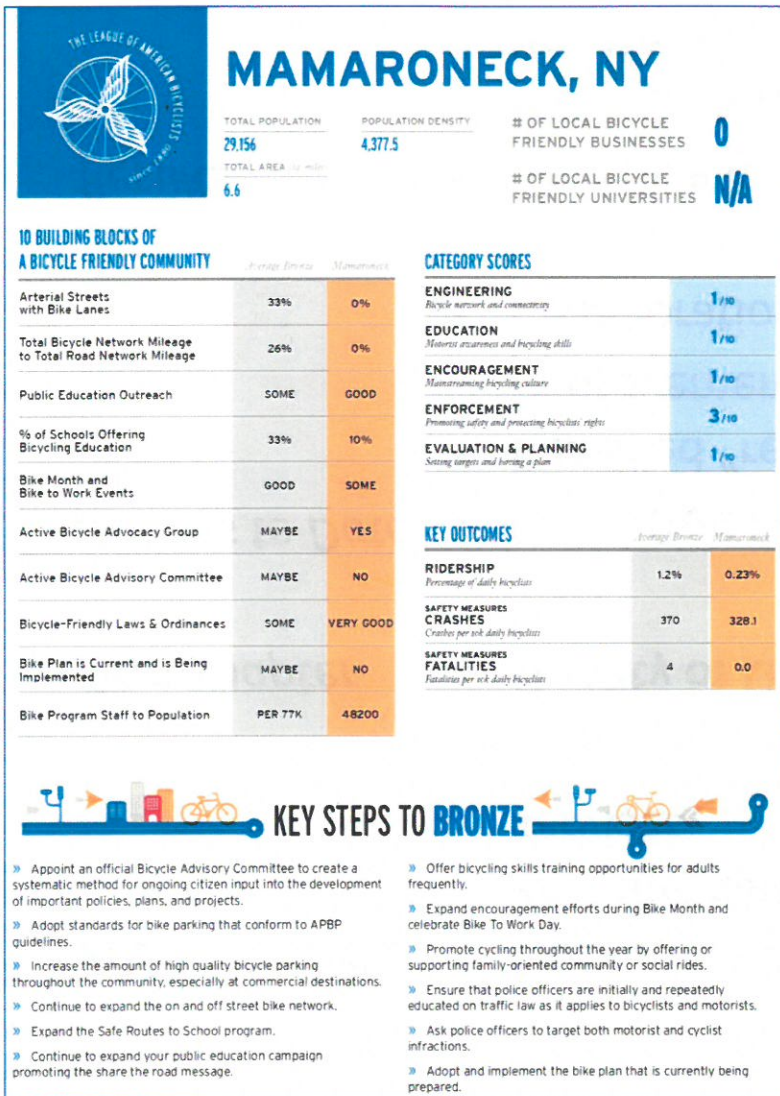 THE LEAGUE OF AMERICAN BICYCLISTS
since 1880
MAMARONECK, NY
TOTAL POPULATION
29,156
POPULATION DENSITY
4,377.5
TOTAL AREA
6.6
# OF LOCAL BICYCLE
FRIENDLY BUSINESSES 0
# OF LOCAL BICYCLE
FRIENDLY UNIVERSITIES N/A
10 BUILDING BLOCKS OF
A BICYCLE FRIENDLY COMMUNITY Average Bronze Mamaroneck
Arterial Streets
with Bike Lanes 33% 0%
Total Bicycle Network Mileage
to Total Road Network Mileage 26% 0%
Public Education Outreach SOME GOOD
% of Schools Offering
Bicycling Education 33% 10%
Bike Month and
Bike to Work Events GOOD SOME
Active Bicycle Advocacy Group MAYBE YES
Active Bicycle Advisory Committee MAYBE NO
Bicycle-Friendly Laws & Ordinances SOME VERY GOOD
Bike Plan is Current and is Being
Implemented MAYBE NO
Bike Program Staff to Population PER 77K 48200
CATEGORY SCORES
ENGINEERING
Bicycle network and connectivity 1/10
EDUCATION
Motorist awareness and bicycling skills 1/10
ENCOURAGEMENT
Mainstreaming bicycling culture 1/10
ENFORCEMENT
Promoting safety and protecting bicyclists' rights 3/10
EVALUATION & PLANNING
Setting targets and having a plan 1/10
KEY OUTCOMES Average Bronze Mamaroneck
RIDERSHIP
Percentage of daily bicyclists 1.2% 0.23%
SAFETY MEASURES
CRASHES
Crashes per 10k daily bicyclists 370 328.1
SAFETY MEASURES
FATALITIES
Fatalities per 10k daily bicyclists 4 0.0
KEY STEPS TO BRONZE
» Appoint an official Bicycle Advisory Committee to create a
systematic method for ongoing citizen input into the development
of important policies, plans, and projects.
» Adopt standards for bike parking that conform to APBP
guidelines.
» Increase the amount of high quality bicycle parking
throughout the community, especially at commercial destinations.
» Continue to expand the on and off street bike network.
» Expand the Safe Routes to School program.
» Continue to expand your public education campaign
promoting the share the road message.
» Offer bicycling skills training opportunities for adults
frequently.
» Expand encouragement efforts during Bike Month and
celebrate Bike To Work Day.
» Promote cycling throughout the year by offering or
supporting family-oriented community or social rides.
» Ensure that police officers are initially and repeatedly
educated on traffic law as it applies to bicyclists and motorists.
» Ask police officers to target both motorist and cyclist
infractions.
» Adopt and implement the bike plan that is currently being
prepared.